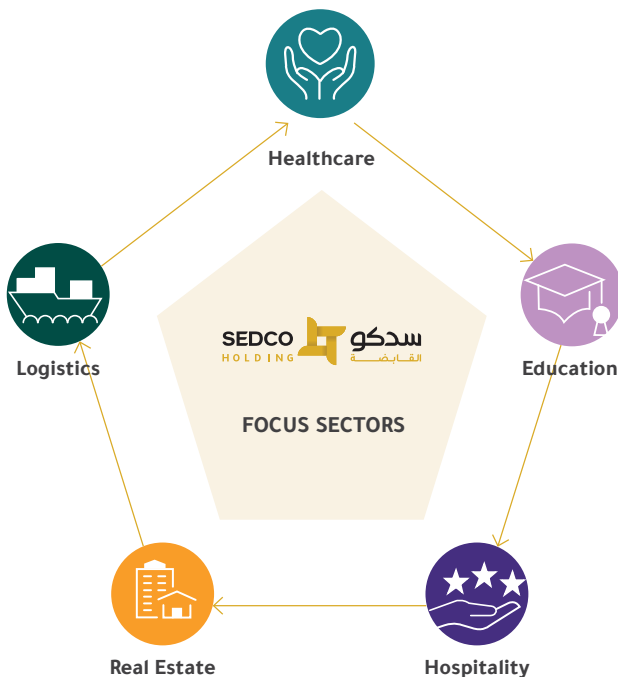 Healthcare
SEDCO
HOLDING
سدكو
القابضة
Logistics
Education
FOCUS SECTORS
Real Estate
Hospitality